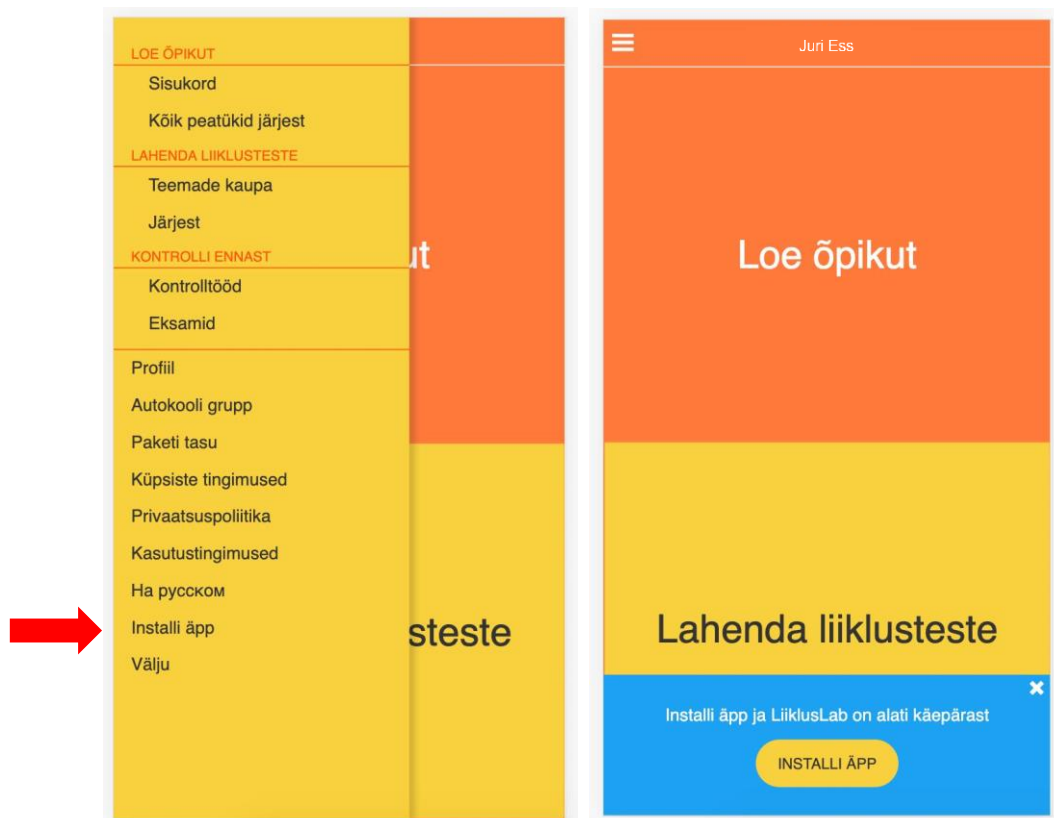 LOE ÕPIKUT
Sisukord
Kõik peatükid järjest
LAHENDA LIIKLUSTESTE
Teemade kaupa
Järjest
KONTROLLI ENNAST
Kontrolltööd
Eksamid
Profiil
Autokooli grupp
Paketi tasu
Küpsiste tingimused
Privaatsuspoliitika
Kasutustingimused
На русском
Installi äpp
Välju
ut
steste
Juri Ess
Loe õpikut
Lahenda liiklusteste
Installi äpp ja LiiklusLab on alati käepärast
INSTALLI ÄPP